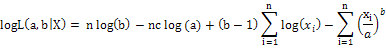 logL(a, b|X) = n log(b) − nc log (a) + (b − 1) ∑_{i=1}^{n} log(x_i) − ∑_{i=1}^{n} (x_i/a)^b